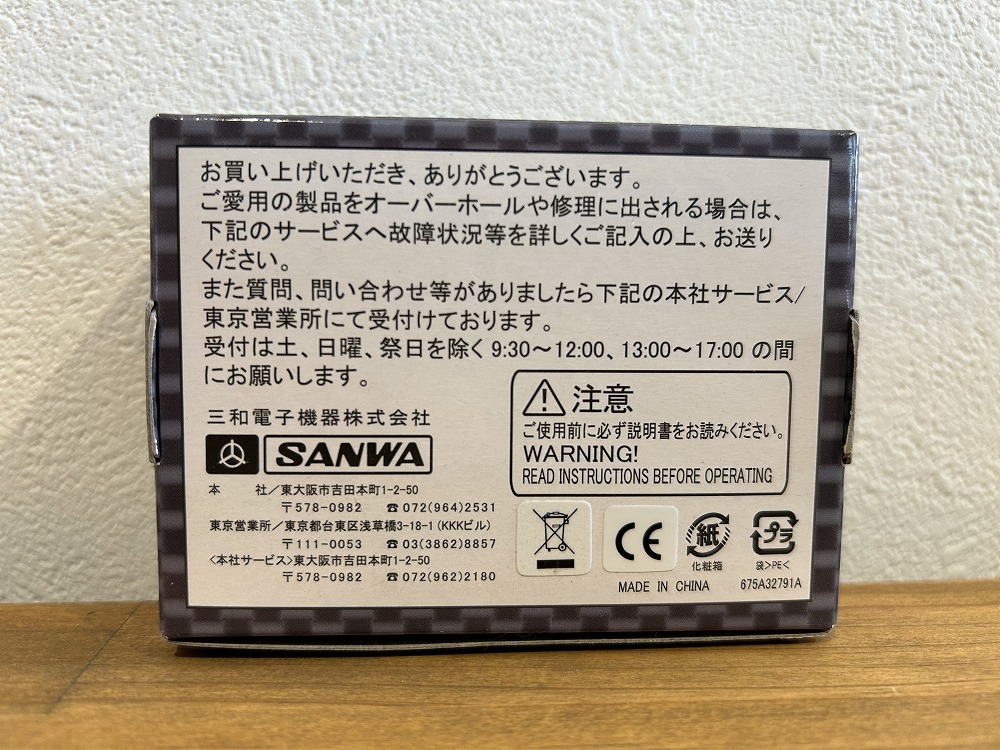 お買い上げいただき、ありがとうございます。
ご愛用の製品をオーバーホールや修理に出される場合は、
下記のサービスへ故障状況等を詳しくご記入の上、お送り
ください。
また質問、問い合わせ等がありましたら下記の本社サービス/
東京営業所にて受付けております。
受付は土、日曜、祭日を除く 9:30～12:00、13:00～17:00 の間
にお願いします。
三和電子機器株式会社
SANWA
本　　社／東大阪市吉田本町1-2-50
〒578-0982 ☎072(964)2531
東京営業所／東京都台東区浅草橋3-18-1(KKKビル)
〒111-0053 ☎03(3862)8857
<本社サービス>東大阪市吉田本町1-2-50
〒578-0982 ☎072(962)2180
注意
ご使用前に必ず説明書をお読みください。
WARNING!
READ INSTRUCTIONS BEFORE OPERATING
CE
紙
化粧箱
プラ
袋>PE<
MADE IN CHINA
675A32791A